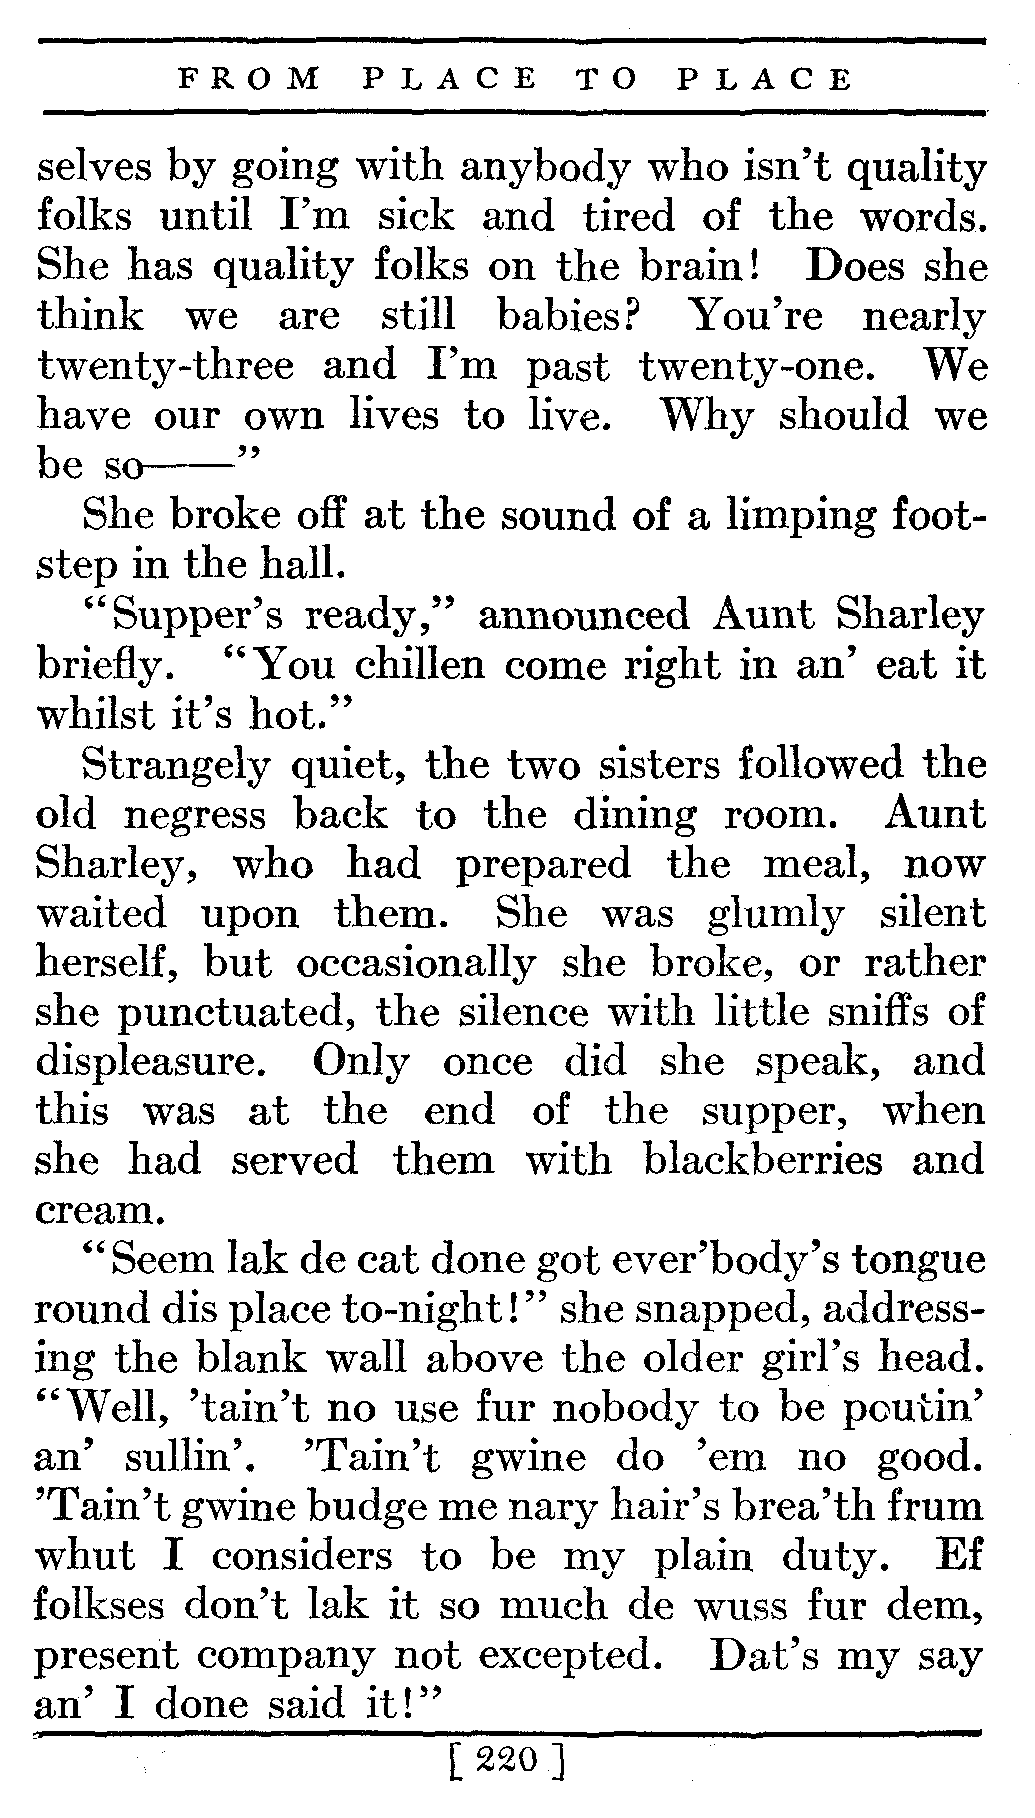 FROM PLACE TO PLACE
selves by going with anybody who isn't quality
folks until I'm sick and tired of the words.
She has quality folks on the brain! Does she
think we are still babies? You're nearly
twenty-three and I'm past twenty-one. We
have our own lives to live. Why should we
be so——"
She broke off at the sound of a limping foot-
step in the hall.
"Supper's ready," announced Aunt Sharley
briefly. "You chillen come right in an' eat it
whilst it's hot."
Strangely quiet, the two sisters followed the
old negress back to the dining room. Aunt
Sharley, who had prepared the meal, now
waited upon them. She was glumly silent
herself, but occasionally she broke, or rather
she punctuated, the silence with little sniffs of
displeasure. Only once did she speak, and
this was at the end of the supper, when
she had served them with blackberries and
cream.
"Seem lak de cat done got ever'body's tongue
round dis place to-night!" she snapped, address-
ing the blank wall above the older girl's head.
"Well, 'tain't no use fur nobody to be poutin'
an' sullin'. 'Tain't gwine do 'em no good.
'Tain't gwine budge me nary hair's brea'th frum
whut I considers to be my plain duty. Ef
folkses don't lak it so much de wuss fur dem,
present company not excepted. Dat's my say
an' I done said it!"
[ 220 ]